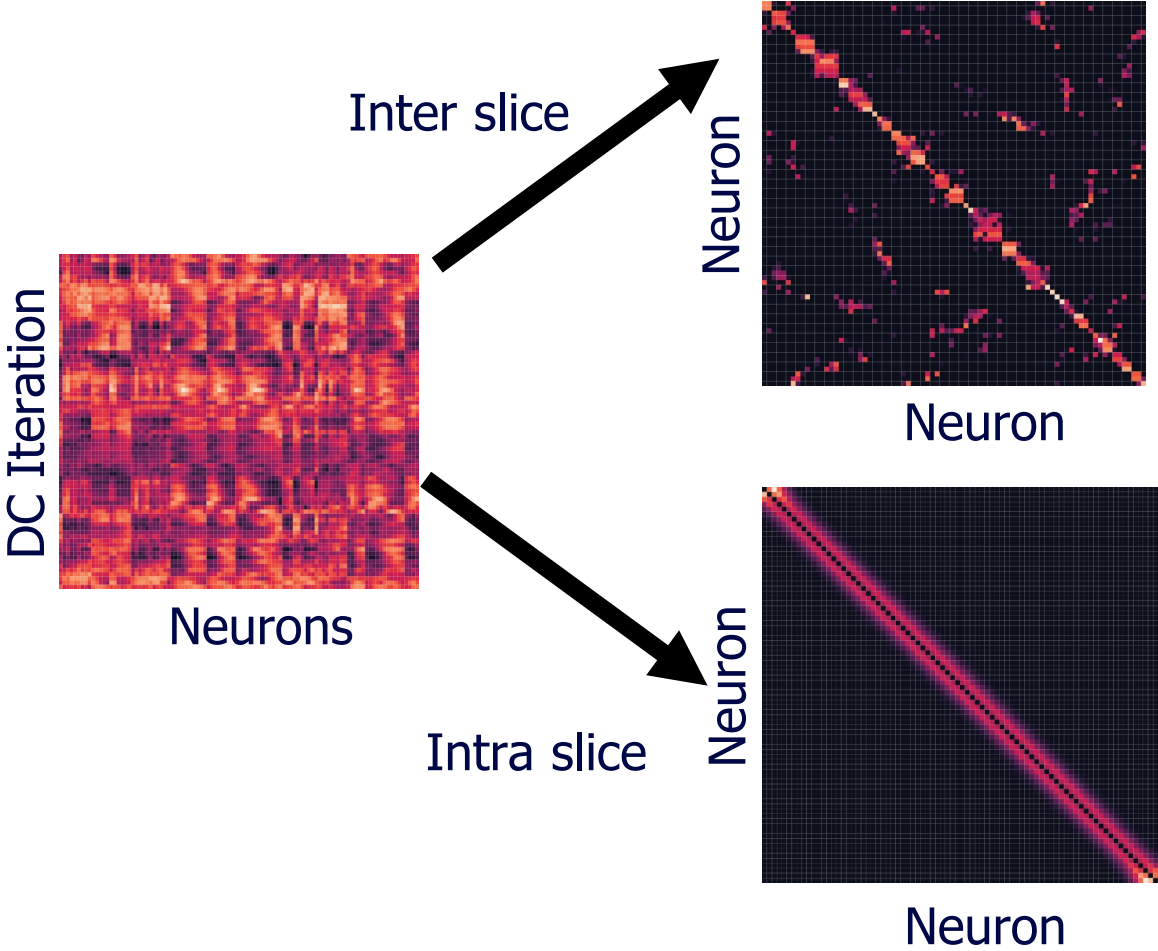 Inter slice
Neuron
Neuron
DC Iteration
Neurons
Intra slice
Neuron
Neuron